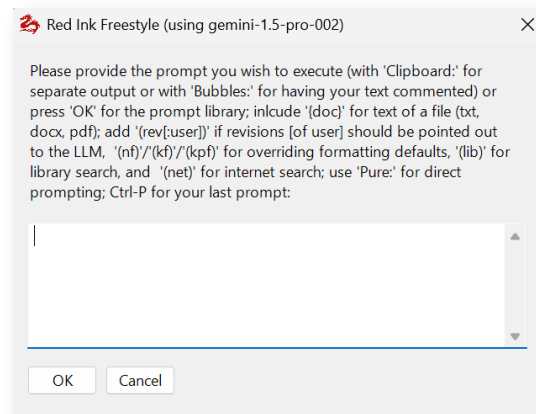 Red Ink Freestyle (using gemini-1.5-pro-002)
Please provide the prompt you wish to execute (with 'Clipboard:' for
separate output or with 'Bubbles:' for having your text commented) or
press 'OK' for the prompt library; inlcude '{doc}' for text of a file (txt,
docx, pdf); add '(rev[:user])' if revisions [of user] should be pointed out
to the LLM,  '(nf)'/'(kf)'/'(kpf)' for overriding formatting defaults, '(lib)' for
library search, and  '(net)' for internet search; use 'Pure:' for direct
prompting; Ctrl-P for your last prompt:
OK Cancel